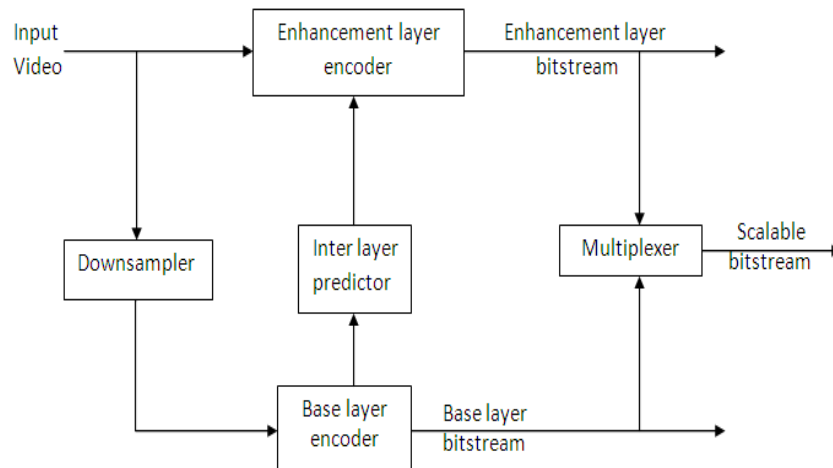 Input
Video
Enhancement layer
encoder
Enhancement layer
bitstream
Downsampler
Inter layer
predictor
Multiplexer
Scalable
bitstream
Base layer
encoder
Base layer
bitstream